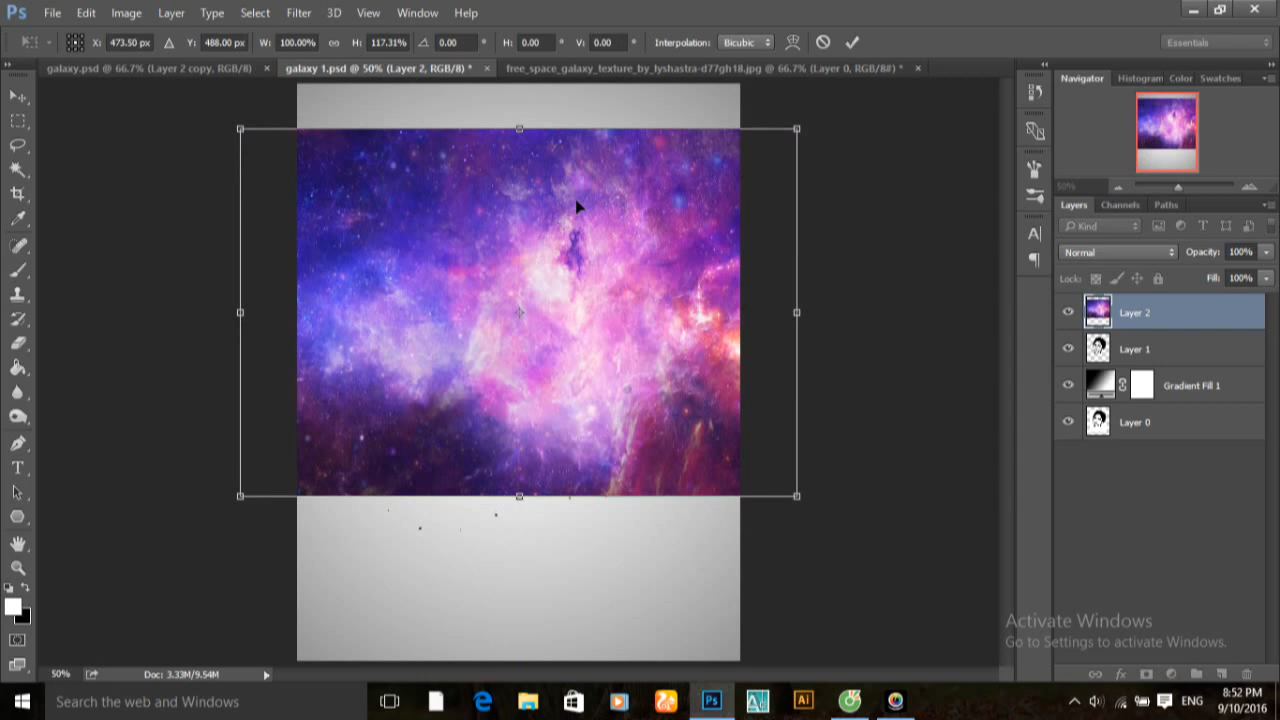 Ps File Edit Image Layer Type Select Filter 3D View Window Help
X: 473.50 px Y: 488.00 px W: 100.00% H: 117.31% 0.00 ° H: 0.00 ° V: 0.00 ° Interpolation: Bicubic Essentials
galaxy.psd @ 66.7% (Layer 2 copy, RGB/8) × galaxy 1.psd @ 50% (Layer 2, RGB/8) * × free_space_galaxy_texture_by_lyshastra-d77gh18.jpg @ 66.7% (Layer 0, RGB/8#) * ×
Navigator Histogram Color Swatches
50%
Layers Channels Paths
Kind
Normal Opacity: 100%
Lock: Fill: 100%
Layer 2
Layer 1
Gradient Fill 1
Layer 0
Activate Windows
Go to Settings to activate Windows.
50% Doc: 3.33M/9.54M
Search the web and Windows
Ps
Ai
ENG
8:52 PM
9/10/2016